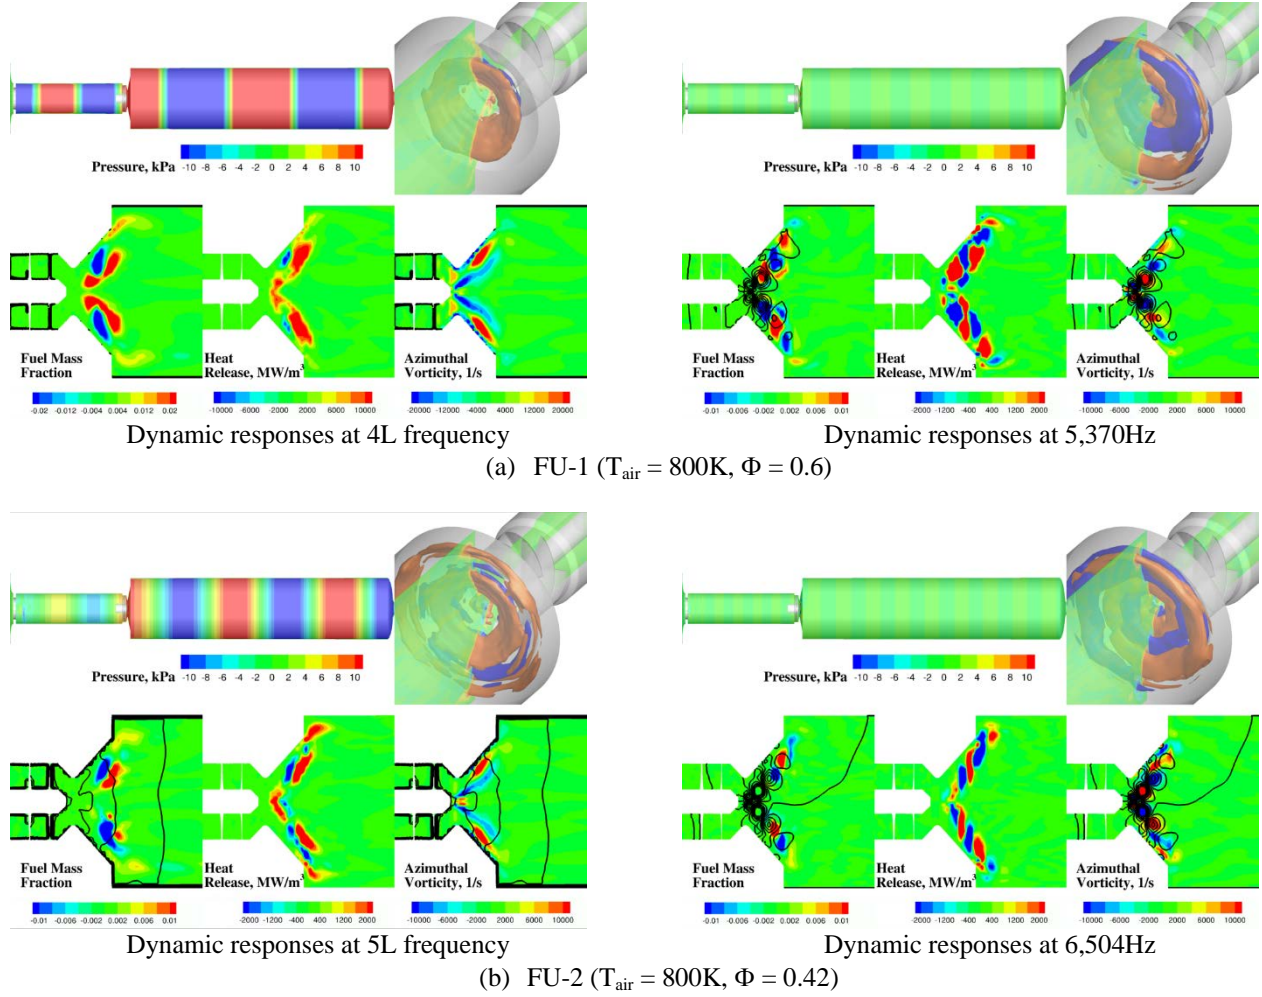 Pressure, kPa -10 -8 -6 -4 -2 0 2 4 6 8 10
Pressure, kPa -10 -8 -6 -4 -2 0 2 4 6 8 10
Fuel Mass
Fraction
Heat
Release, MW/m³
Azimuthal
Vorticity, 1/s
Fuel Mass
Fraction
Heat
Release, MW/m³
Azimuthal
Vorticity, 1/s
-0.02 -0.012 -0.004 0.004 0.012 0.02
-10000 -6000 -2000 2000 6000 10000
-20000 -12000 -4000 4000 12000 20000
-0.01 -0.006 -0.002 0.002 0.006 0.01
-2000 -1200 -400 400 1200 2000
-10000 -6000 -2000 2000 6000 10000
Dynamic responses at 4L frequency
Dynamic responses at 5,370Hz
(a) FU-1 (Tair = 800K, Φ = 0.6)
Pressure, kPa -10 -8 -6 -4 -2 0 2 4 6 8 10
Pressure, kPa -10 -8 -6 -4 -2 0 2 4 6 8 10
Fuel Mass
Fraction
Heat
Release, MW/m³
Azimuthal
Vorticity, 1/s
Fuel Mass
Fraction
Heat
Release, MW/m³
Azimuthal
Vorticity, 1/s
-0.01 -0.006 -0.002 0.002 0.006 0.01
-2000 -1200 -400 400 1200 2000
-10000 -6000 -2000 2000 6000 10000
-0.01 -0.006 -0.002 0.002 0.006 0.01
-2000 -1200 -400 400 1200 2000
-10000 -6000 -2000 2000 6000 10000
Dynamic responses at 5L frequency
Dynamic responses at 6,504Hz
(b) FU-2 (Tair = 800K, Φ = 0.42)